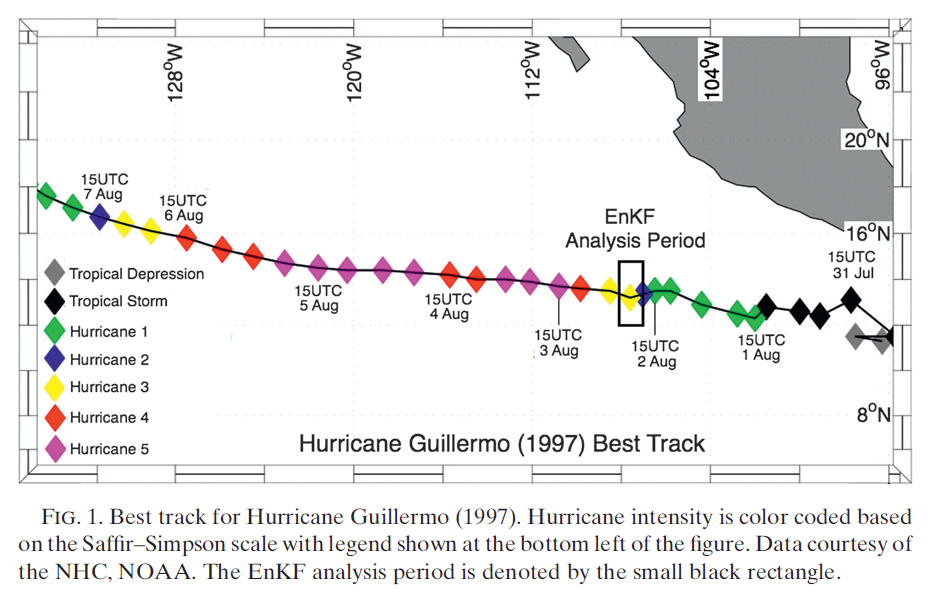 128°W
120°W
112°W
104°W
96°W
20°N
16°N
8°N
15UTC
7 Aug
15UTC
6 Aug
15UTC
5 Aug
15UTC
4 Aug
15UTC
3 Aug
EnKF
Analysis Period
15UTC
2 Aug
15UTC
1 Aug
15UTC
31 Jul
Tropical Depression
Tropical Storm
Hurricane 1
Hurricane 2
Hurricane 3
Hurricane 4
Hurricane 5
Hurricane Guillermo (1997) Best Track
FIG. 1. Best track for Hurricane Guillermo (1997). Hurricane intensity is color coded based
on the Saffir–Simpson scale with legend shown at the bottom left of the figure. Data courtesy of
the NHC, NOAA. The EnKF analysis period is denoted by the small black rectangle.